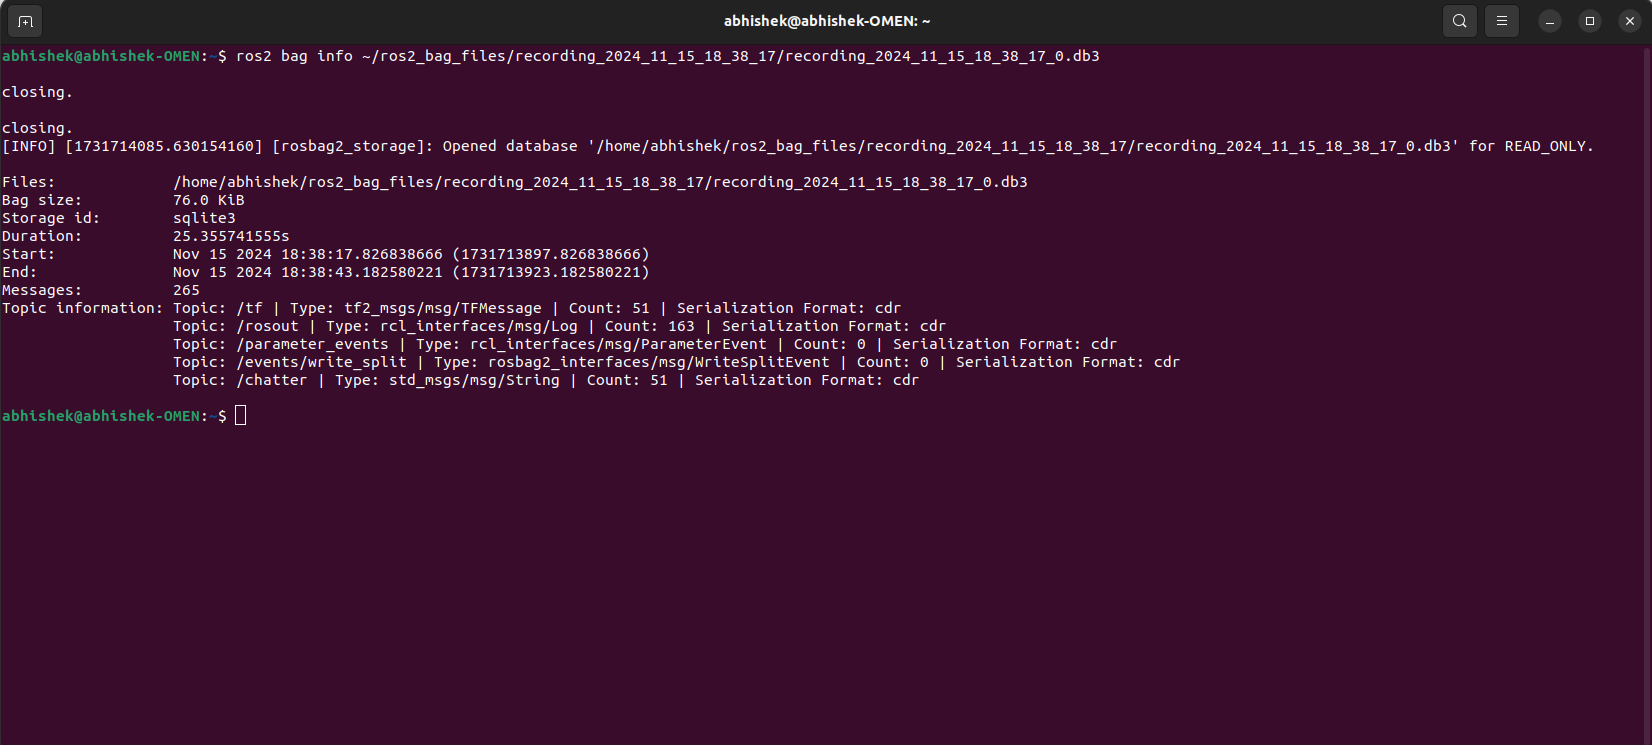 abhishek@abhishek-OMEN: ~
abhishek@abhishek-OMEN:~$ ros2 bag info ~/ros2_bag_files/recording_2024_11_15_18_38_17/recording_2024_11_15_18_38_17_0.db3
closing.
closing.
[INFO] [1731714085.630154160] [rosbag2_storage]: Opened database '/home/abhishek/ros2_bag_files/recording_2024_11_15_18_38_17/recording_2024_11_15_18_38_17_0.db3' for READ_ONLY.
Files:             /home/abhishek/ros2_bag_files/recording_2024_11_15_18_38_17/recording_2024_11_15_18_38_17_0.db3
Bag size:          76.0 KiB
Storage id:        sqlite3
Duration:          25.355741555s
Start:             Nov 15 2024 18:38:17.826838666 (1731713897.826838666)
End:               Nov 15 2024 18:38:43.182580221 (1731713923.182580221)
Messages:          265
Topic information: Topic: /tf | Type: tf2_msgs/msg/TFMessage | Count: 51 | Serialization Format: cdr
                   Topic: /rosout | Type: rcl_interfaces/msg/Log | Count: 163 | Serialization Format: cdr
                   Topic: /parameter_events | Type: rcl_interfaces/msg/ParameterEvent | Count: 0 | Serialization Format: cdr
                   Topic: /events/write_split | Type: rosbag2_interfaces/msg/WriteSplitEvent | Count: 0 | Serialization Format: cdr
                   Topic: /chatter | Type: std_msgs/msg/String | Count: 51 | Serialization Format: cdr
abhishek@abhishek-OMEN:~$